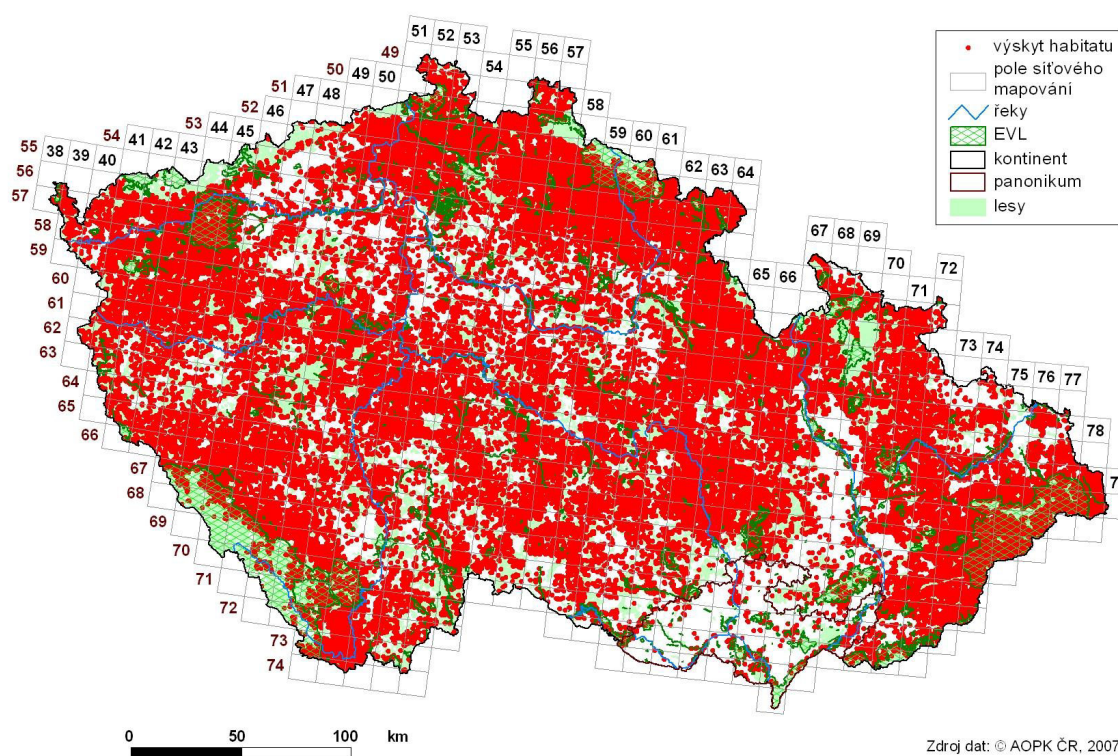 51 52 53
49
54
55 56 57
50 49 50
58
51 47 48
52 46
59 60 61
53 44 45
54 41 42 43
62 63 64
55 38 39 40
56
57
58
59
60
61
62
63
64
65
66
67
68
69
70
71
72
73
74
65 66
67 68 69
70
71
72
73 74
75 76 77
78
7
výskyt habitatu
pole síťového
mapování
řeky
EVL
kontinent
panonikum
lesy
0 50 100 km
Zdroj dat: © AOPK ČR, 2007